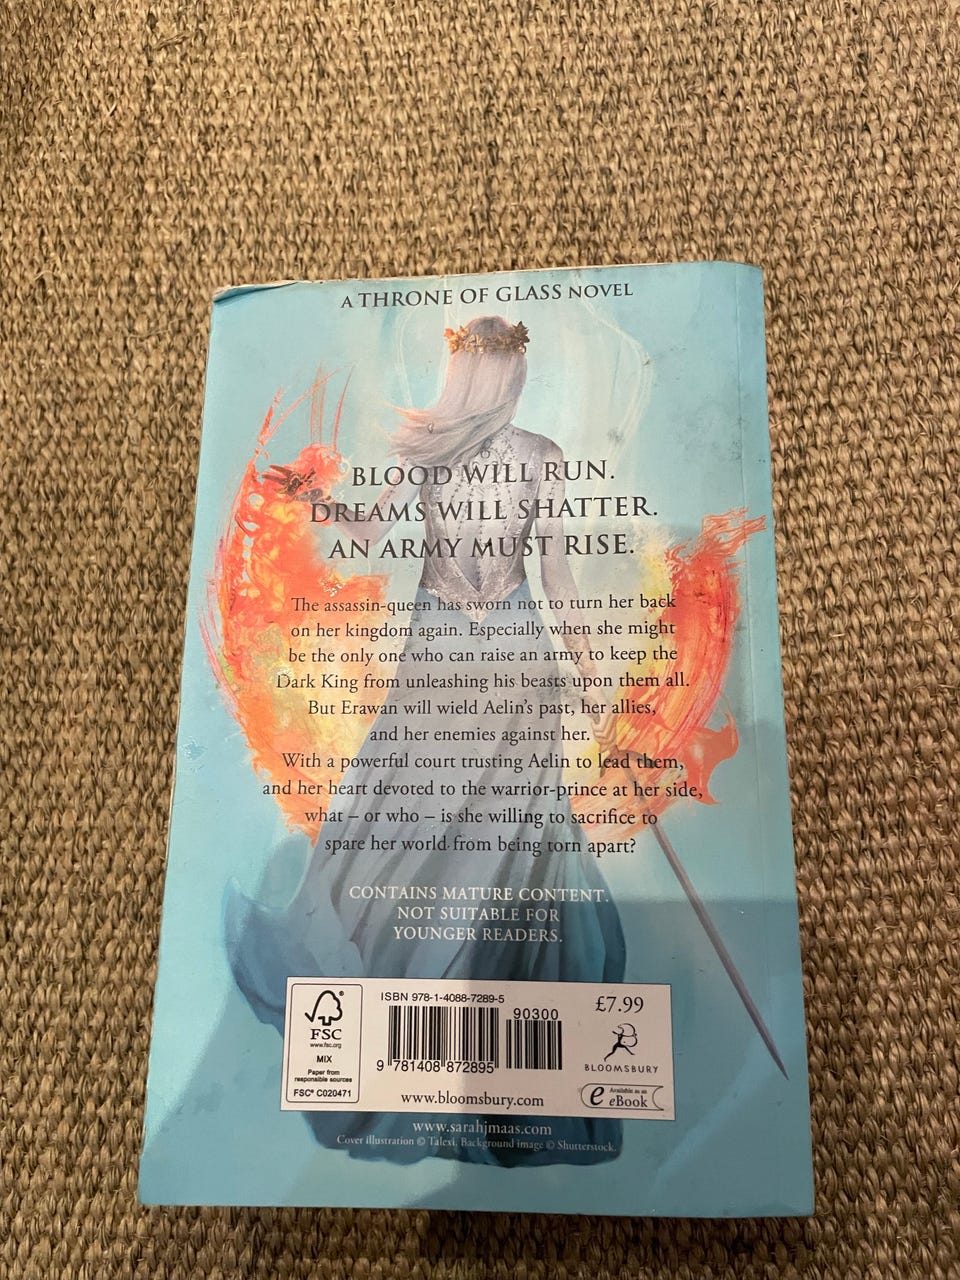 A THRONE OF GLASS NOVEL
BLOOD WILL RUN.
DREAMS WILL SHATTER.
AN ARMY MUST RISE.
The assassin-queen has sworn not to turn her back
on her kingdom again. Especially when she might
be the only one who can raise an army to keep the
Dark King from unleashing his beasts upon them all.
But Erawan will wield Aelin's past, her allies,
and her enemies against her.
With a powerful court trusting Aelin to lead them,
and her heart devoted to the warrior-prince at her side,
what – or who – is she willing to sacrifice to
spare her world from being torn apart?
CONTAINS MATURE CONTENT.
NOT SUITABLE FOR
YOUNGER READERS.
FSC
www.fsc.org
MIX
Paper from
responsible sources
FSC® C020471
ISBN 978-1-4088-7289-5
90300
9 781408 872895
£7.99
BLOOMSBURY
www.bloomsbury.com
e Available as an
eBook
www.sarahjmaas.com
Cover illustration © Talexi. Background image © Shutterstock.